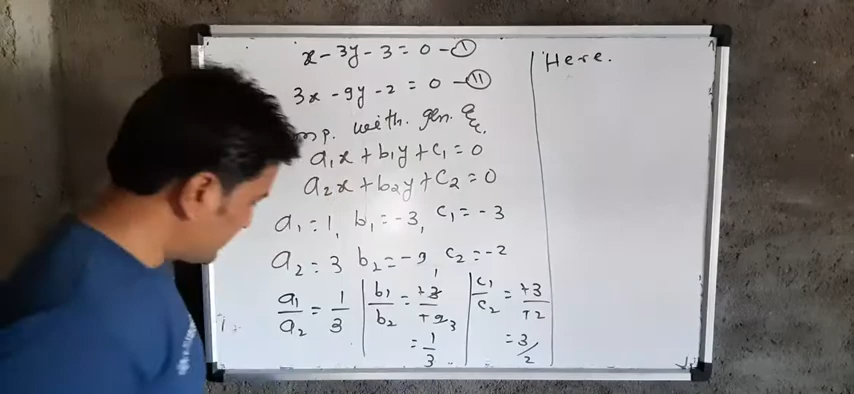 x - 3y - 3 = 0 - I
3x - 9y - 2 = 0 - II
with. gen. Eq.
a₁x + b₁y + c₁ = 0
a₂x + b₂y + c₂ = 0
a₁ = 1, b₁ = -3, c₁ = -3
a₂ = 3 b₂ = -9 c₂ = -2
a₁/a₂ = 1/3 | b₁/b₂ = +3/+9 | c₁/c₂ = +3/+2
= 1/3 = 3/2
Here.